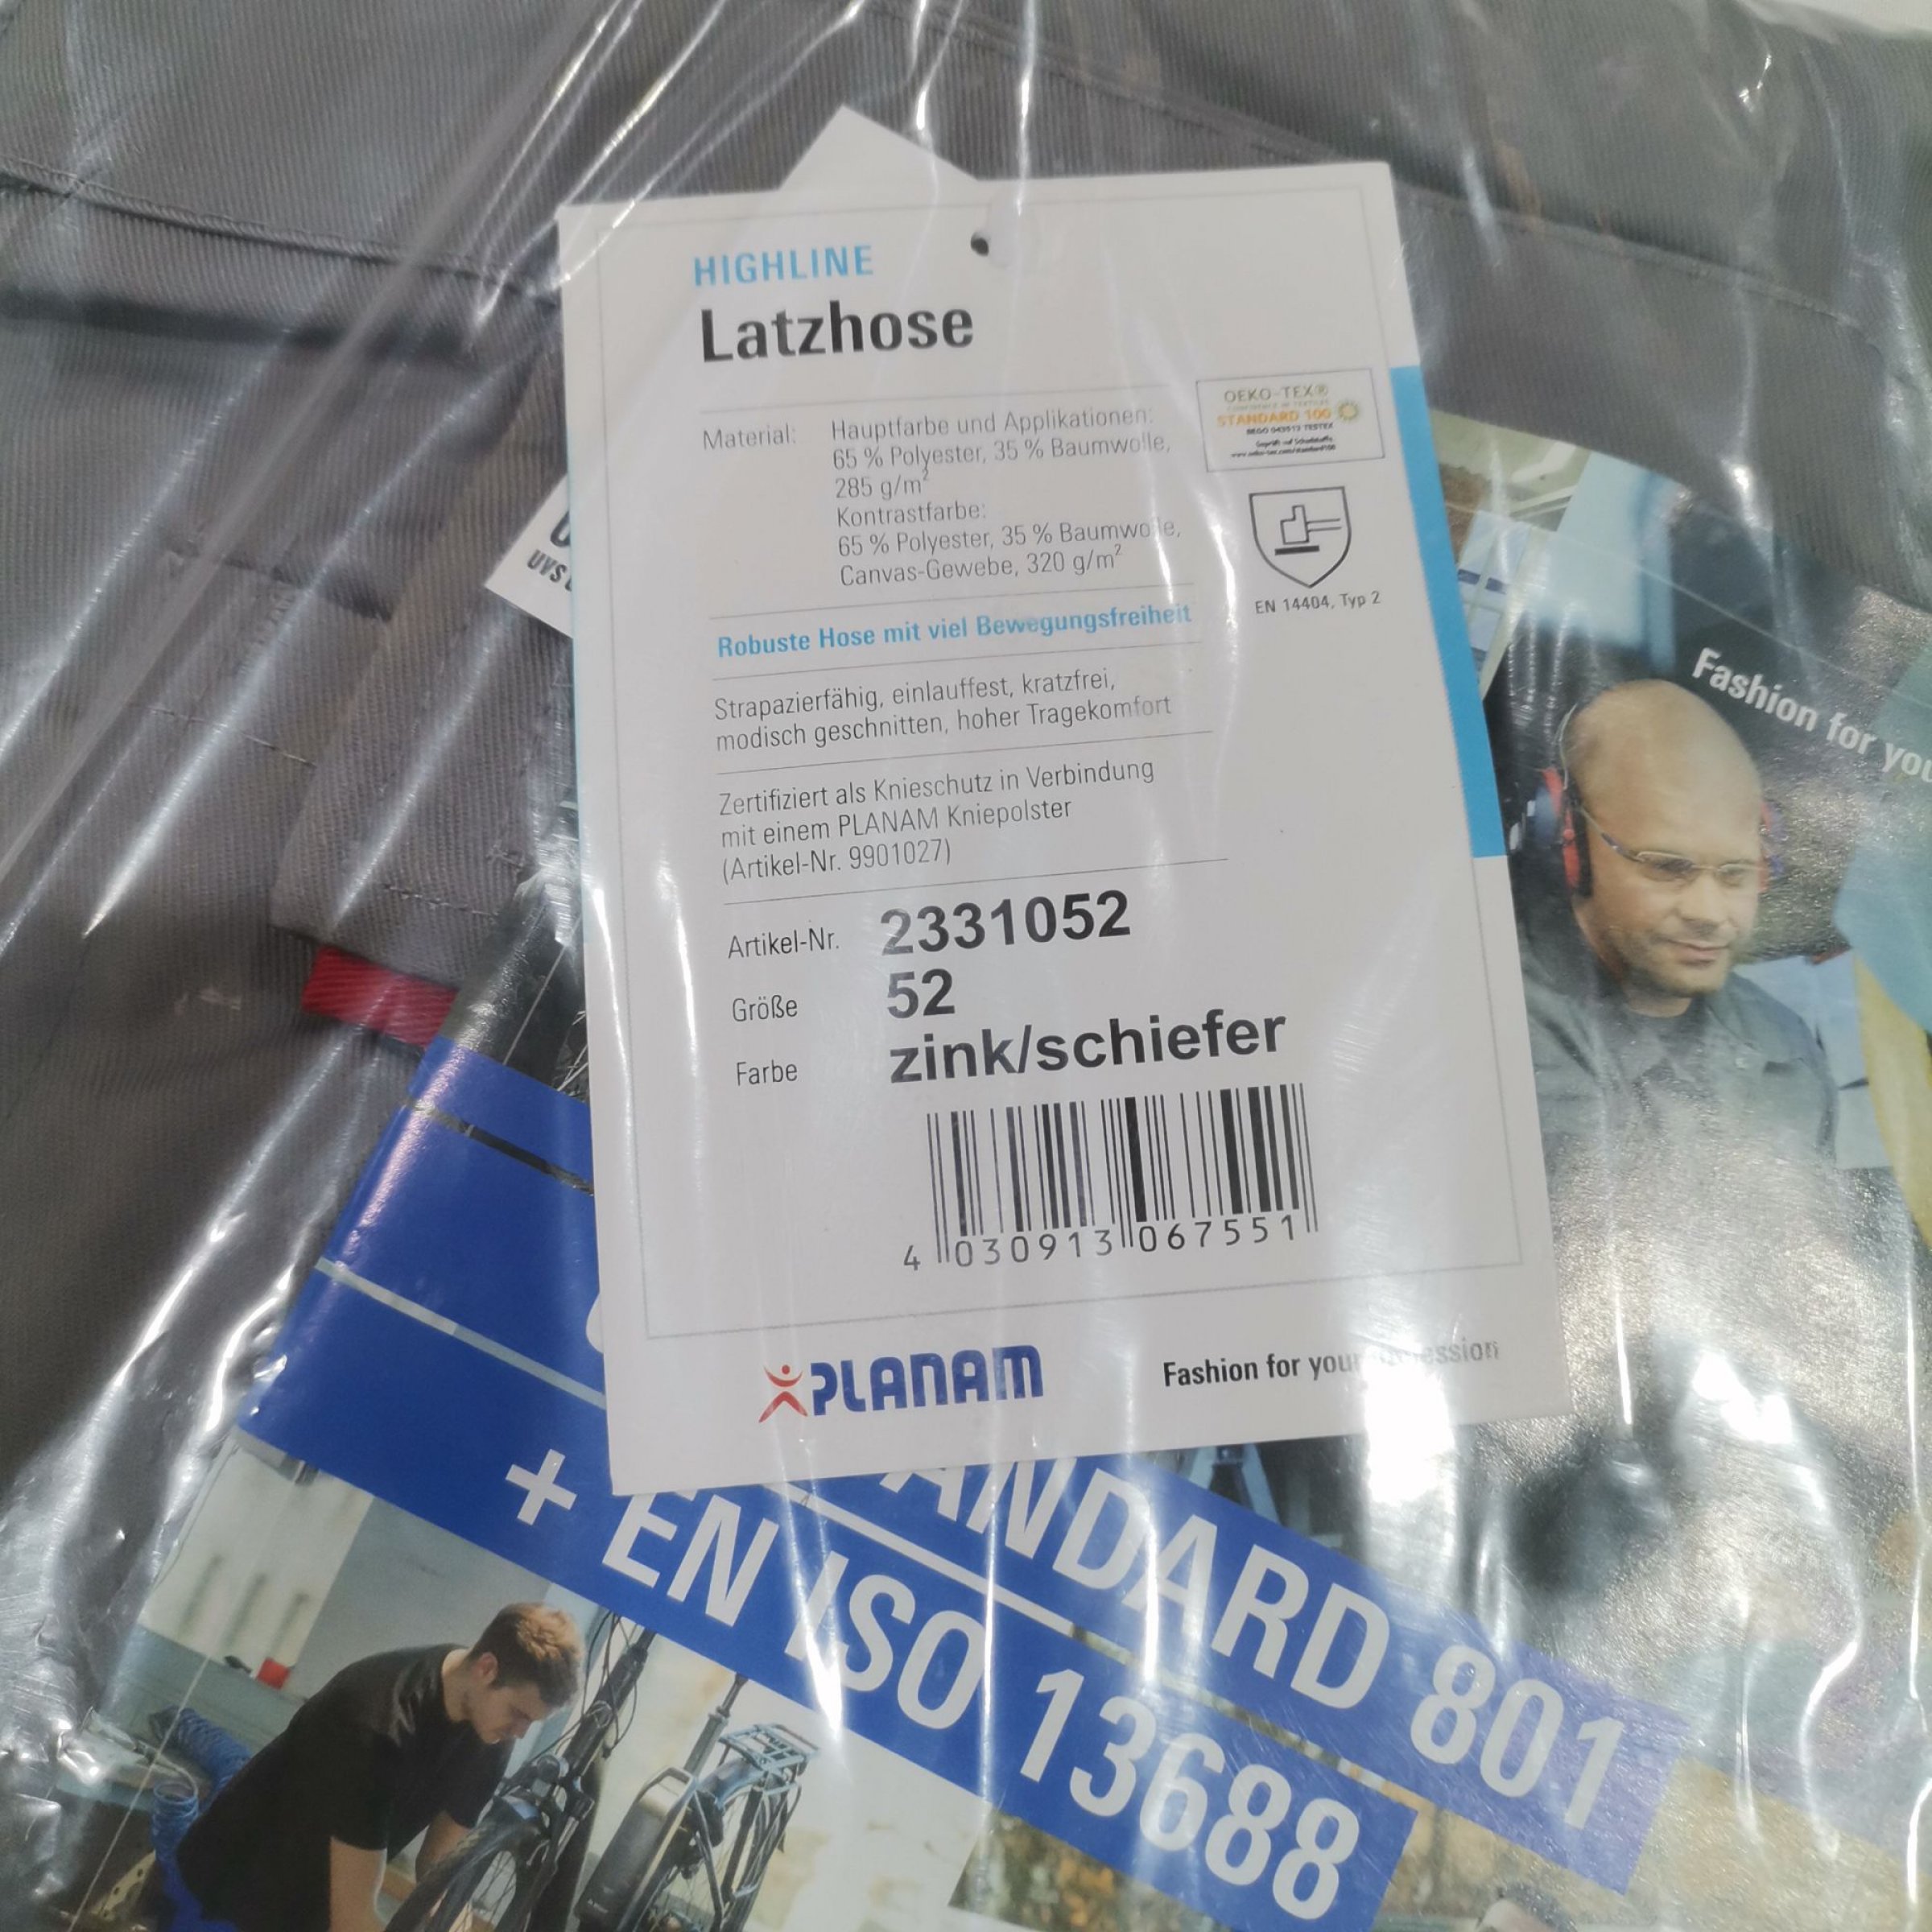 HIGHLINE
Latzhose
Material:
Hauptfarbe und Applikationen:
65 % Polyester, 35 % Baumwolle,
285 g/m²
Kontrastfarbe:
65 % Polyester, 35 % Baumwolle,
Canvas-Gewebe, 320 g/m²
OEKO-TEX®
STANDARD 100
EN 14404, Typ 2
Robuste Hose mit viel Bewegungsfreiheit
Strapazierfähig, einlauffest, kratzfrei,
modisch geschnitten, hoher Tragekomfort
Zertifiziert als Knieschutz in Verbindung
mit einem PLANAM Kniepolster
(Artikel-Nr. 9901027)
Artikel-Nr. 2331052
Größe 52
Farbe zink/schiefer
4 030913 067551
PLANAM
Fashion for your
UVS
Fashion for you
ANDARD 801
+ EN ISO 13688